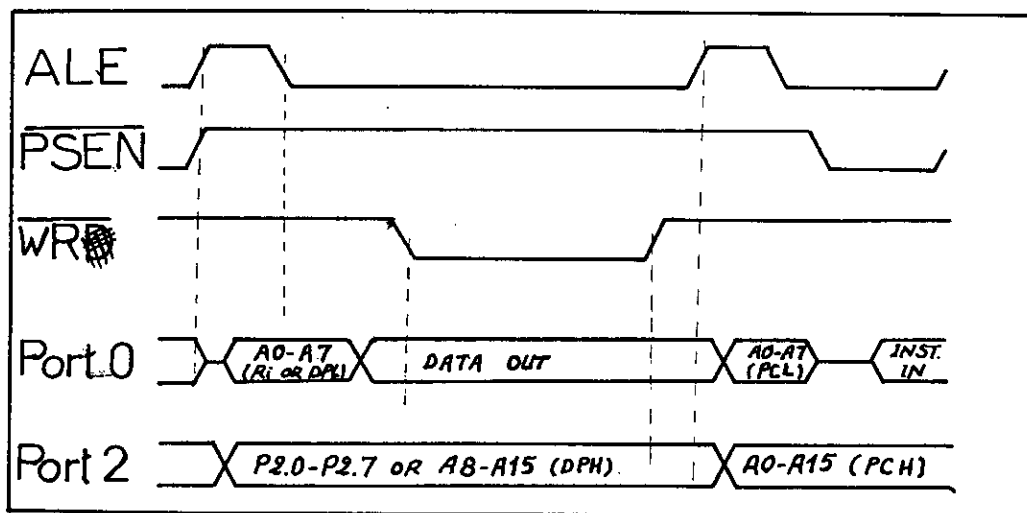 ALE
PSEN
WR
Port 0
A0-A7
(Ri OR DPL)
DATA OUT
A0-A7
(PCL)
INST.
IN
Port 2
P2.0-P2.7 OR A8-A15 (DPH)
A0-A15 (PCH)